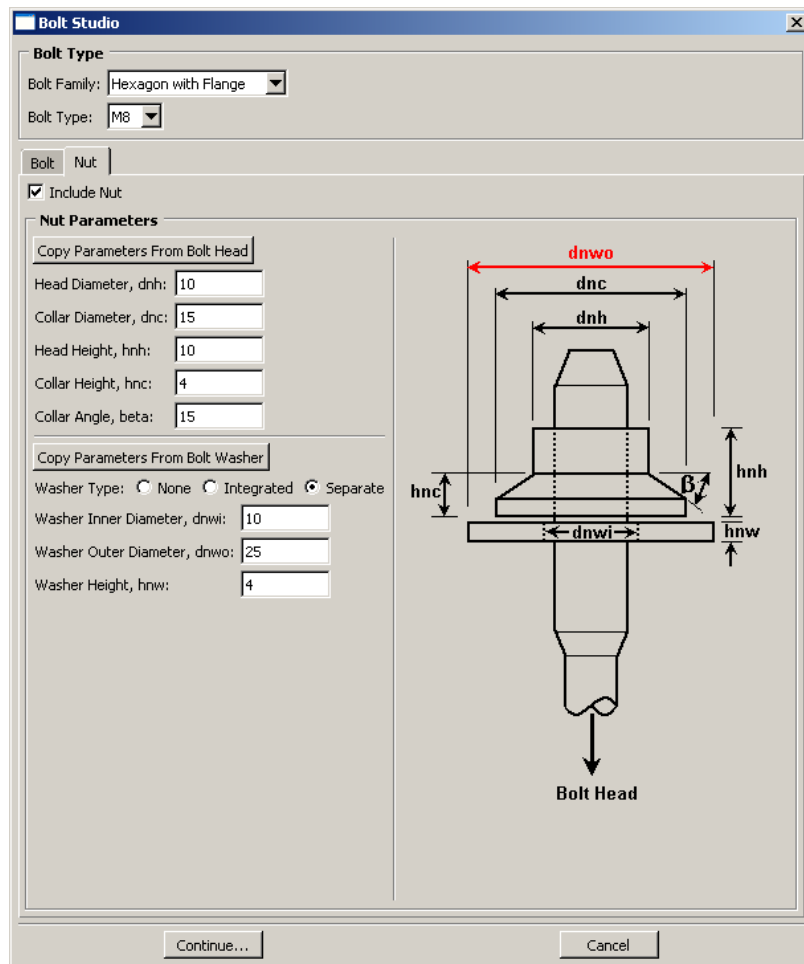 Bolt Studio
Bolt Type
Bolt Family: Hexagon with Flange
Bolt Type: M8
Bolt Nut
Include Nut
Nut Parameters
Copy Parameters From Bolt Head
Head Diameter, dnh: 10
Collar Diameter, dnc: 15
Head Height, hnh: 10
Collar Height, hnc: 4
Collar Angle, beta: 15
Copy Parameters From Bolt Washer
Washer Type: None Integrated Separate
Washer Inner Diameter, dnwi: 10
Washer Outer Diameter, dnwo: 25
Washer Height, hnw: 4
dnwo
dnc
dnh
hnh
β
hnc
dnwi
hnw
Bolt Head
Continue... Cancel